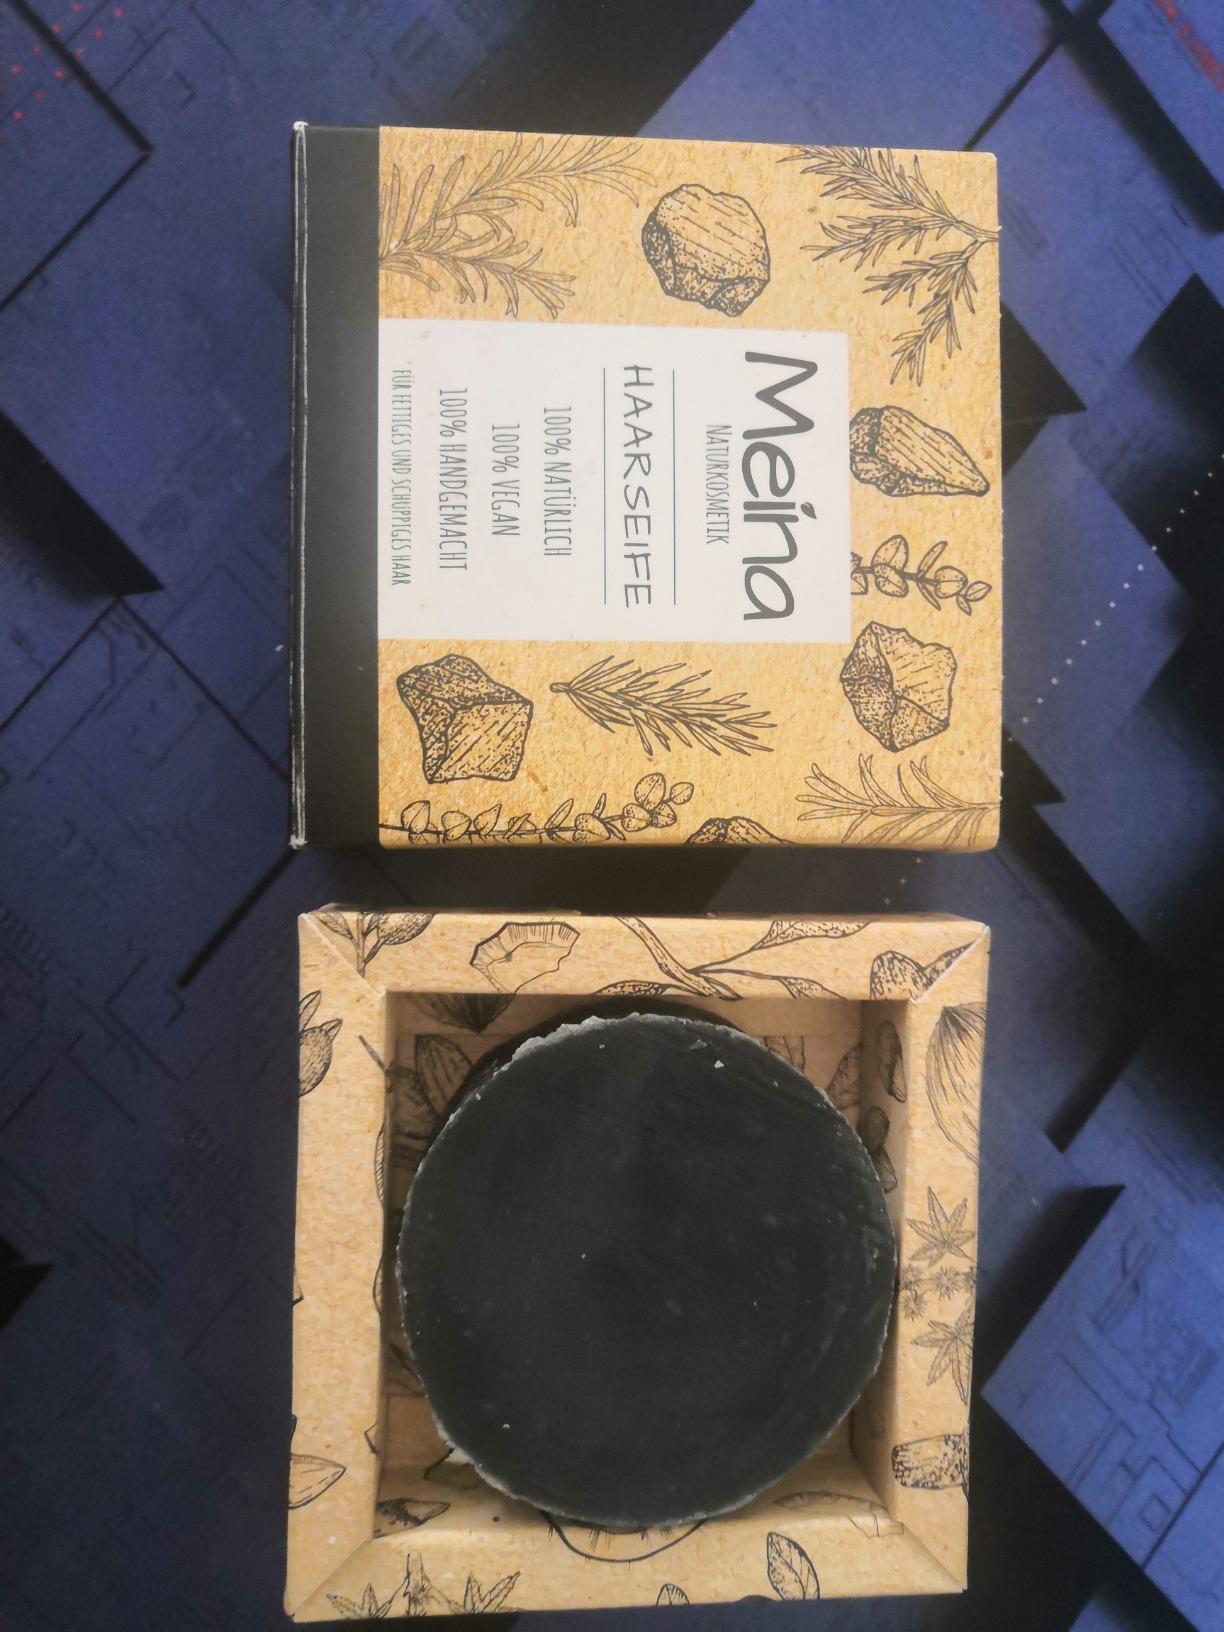 Meina
NATURKOSMETIK
HAARSEIFE
100% NATÜRLICH
100% VEGAN
100% HANDGEMACHT
*FÜR FETTIGES UND SCHUPPIGES HAAR